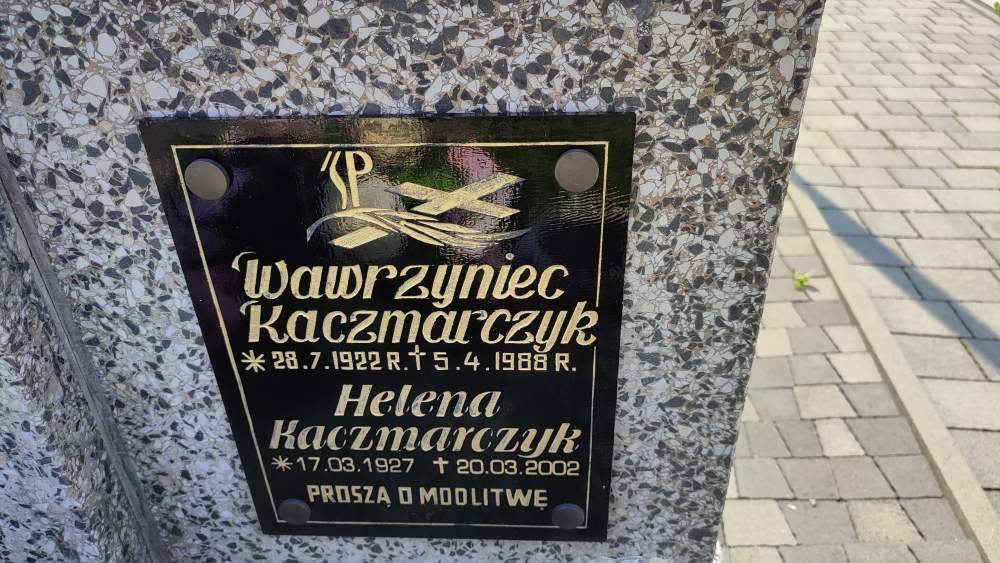 ŚP
Wawrzyniec
Kaczmarczyk
* 28.7.1922 R. † 5.4.1988 R.
Helena
Kaczmarczyk
* 17.03.1927 † 20.03.2002
PROSZĄ O MODLITWĘ